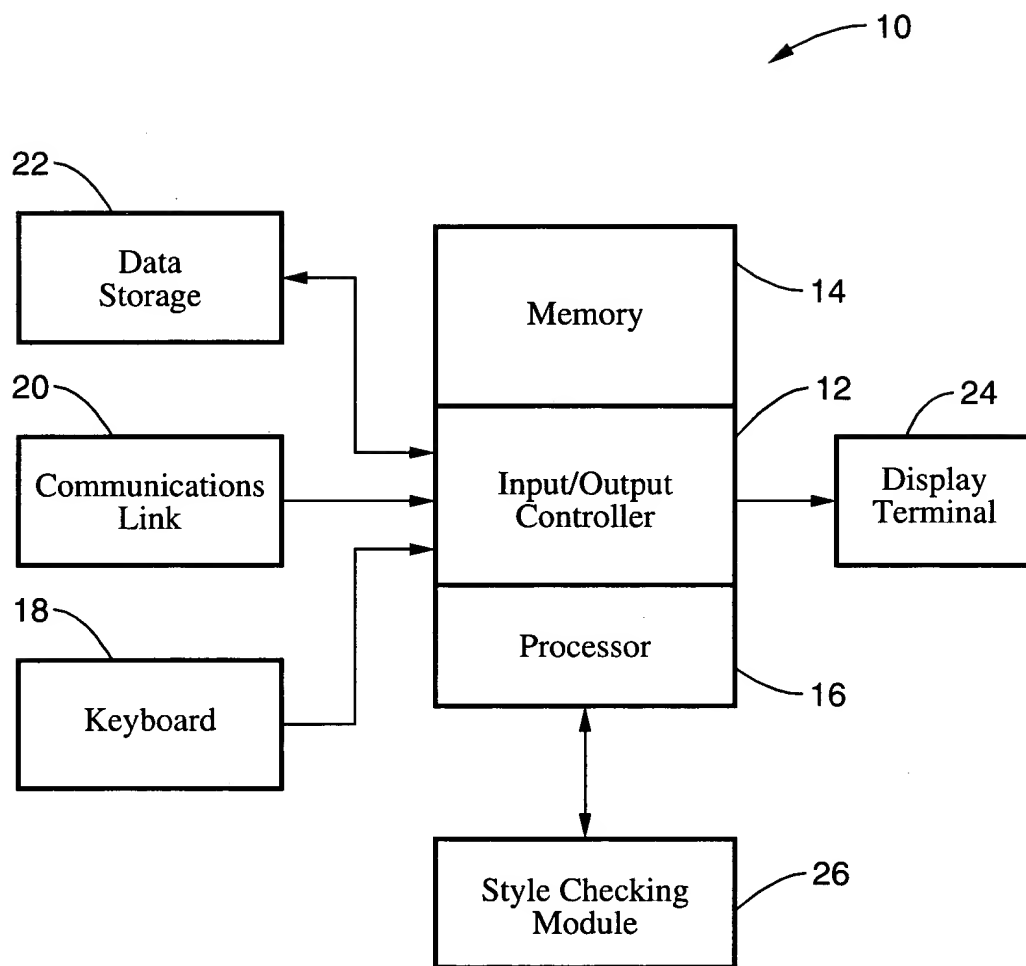 10
22
Data
Storage
Memory
14
20
12
24
Communications
Link
Input/Output
Controller
Display
Terminal
18
Keyboard
Processor
16
Style Checking
Module
26